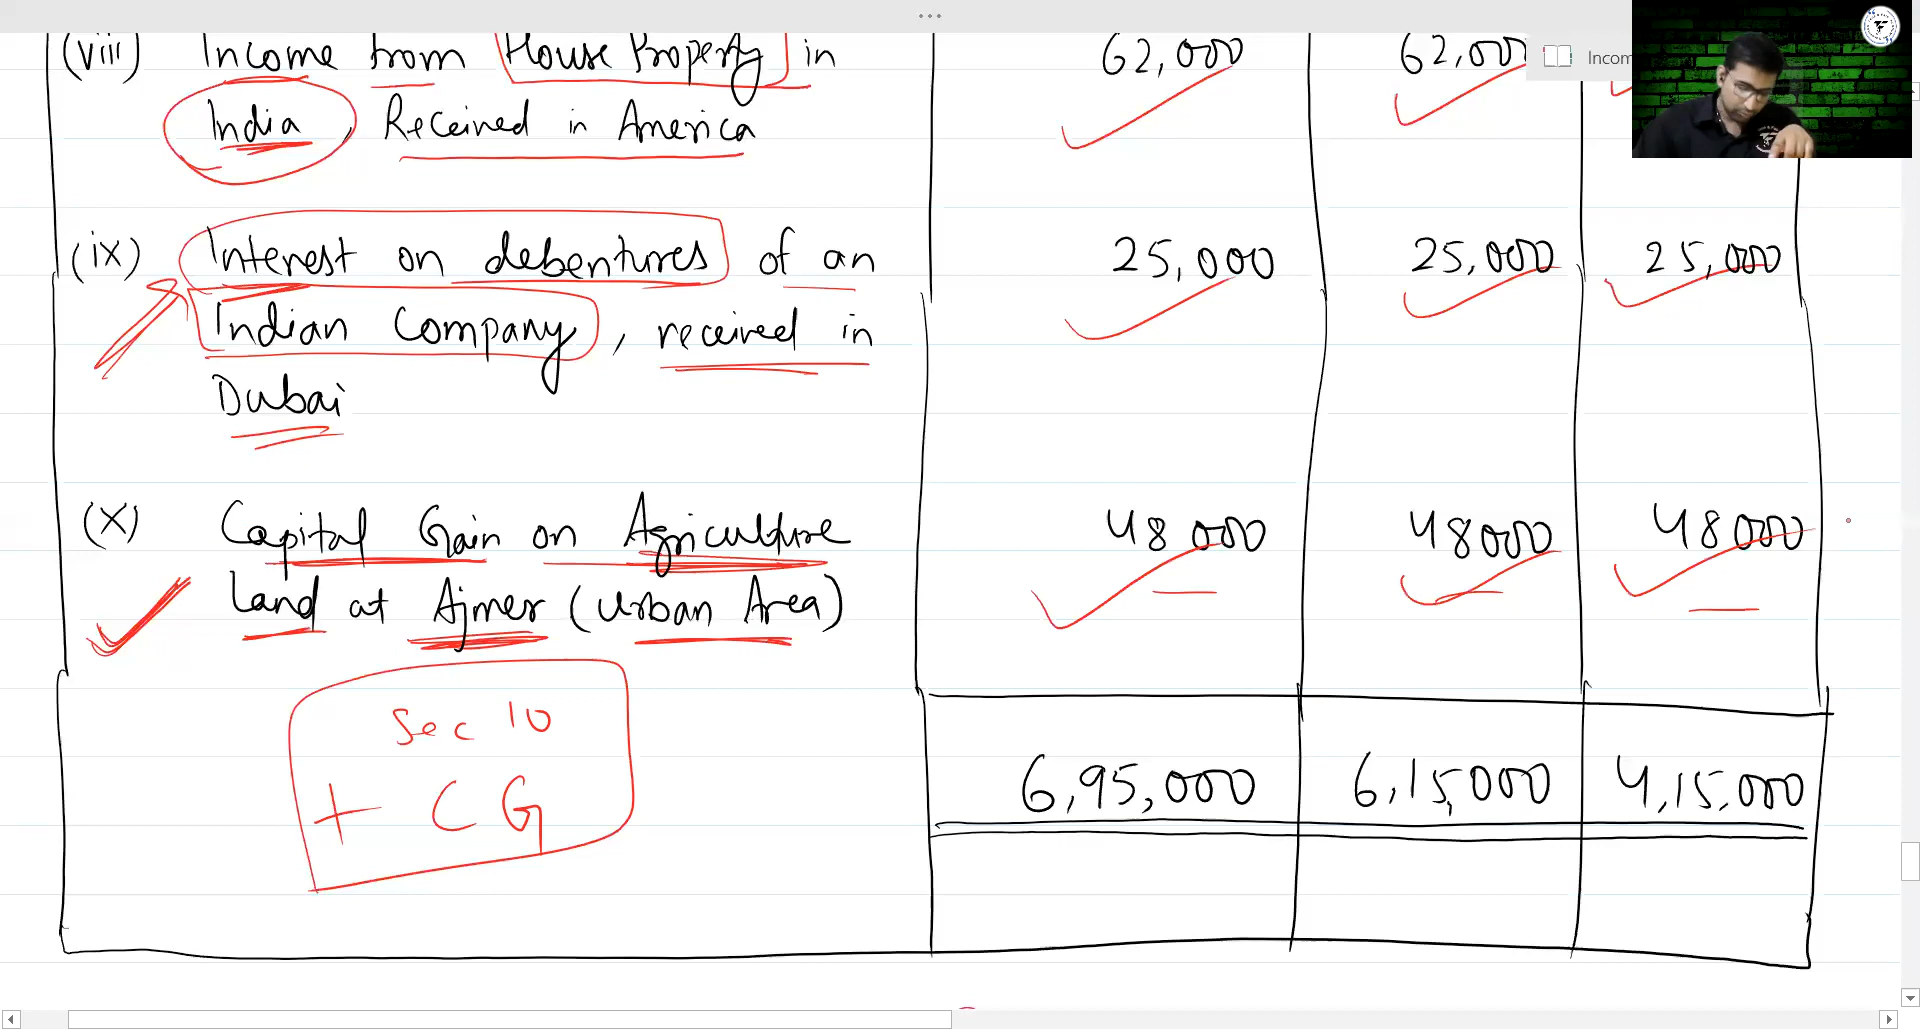 (viii) Income from House Property in 62,000 62,000
India, Received in America
Incom
(ix) Interest on debentures of an 25,000 25,000 25,000
Indian Company, received in
Dubai
(x) Capital Gain on Agriculture 48000 48000 48000
land at Ajmer (Urban Area)
Sec 10
+ CG
6,95,000 6,15,000 4,15,000